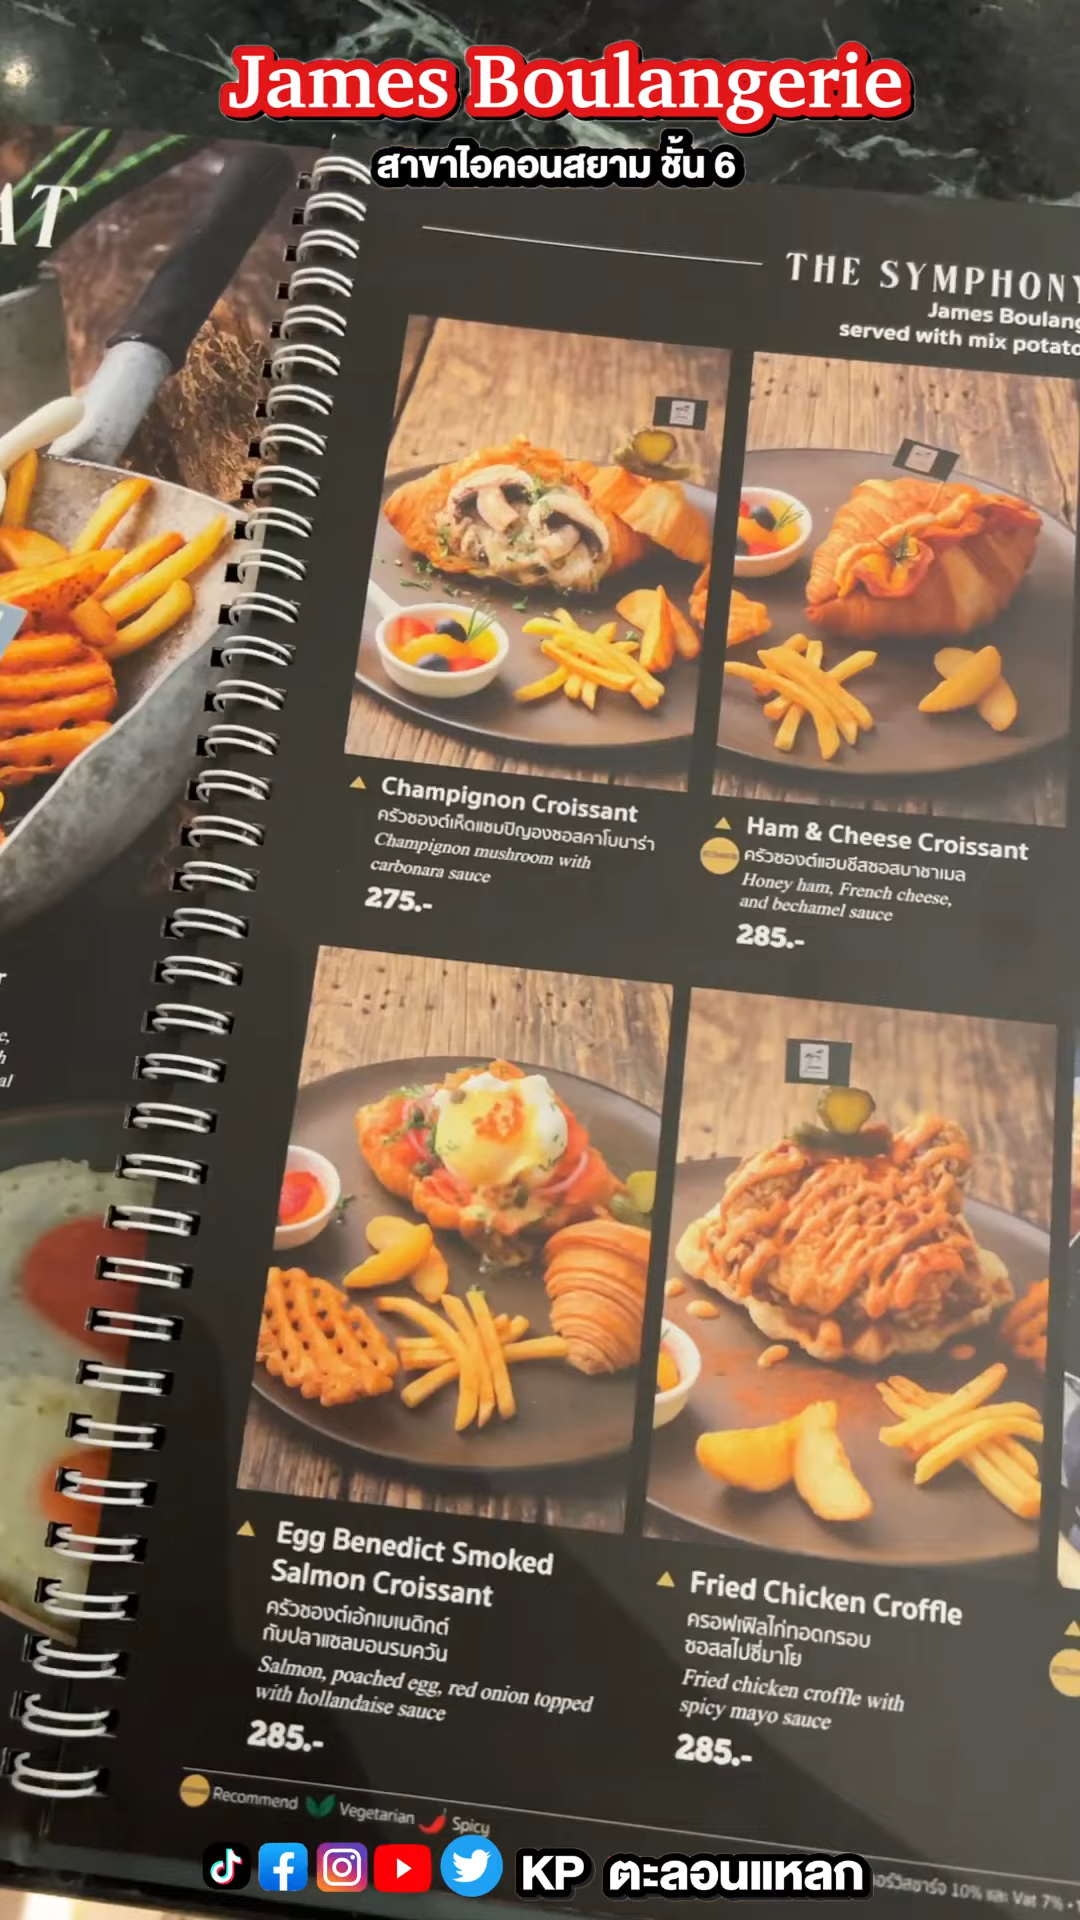 James Boulangerie
สาขาไอคอนสยาม ชั้น 6
AT
THE SYMPHONY
James Boulang
served with mix potato
Champignon Croissant
ครัวซองต์เห็ดแชมปิญองซอสคาโบนาร่า
Champignon mushroom with
carbonara sauce
275.-
Ham & Cheese Croissant
ครัวซองต์แฮมชีสซอสบาชาเมล
Honey ham, French cheese,
and bechamel sauce
285.-
Egg Benedict Smoked
Salmon Croissant
ครัวซองต์เอ้กเบเนดิกต์
กับปลาแซลมอนรมควัน
Salmon, poached egg, red onion topped
with hollandaise sauce
285.-
Fried Chicken Croffle
ครอฟเฟิลไก่ทอดกรอบ
ซอสสไปซี่มาโย
Fried chicken croffle with
spicy mayo sauce
285.-
Recommend Vegetarian Spicy
KP ตะลอนแหลก
10% และ Vat 7%